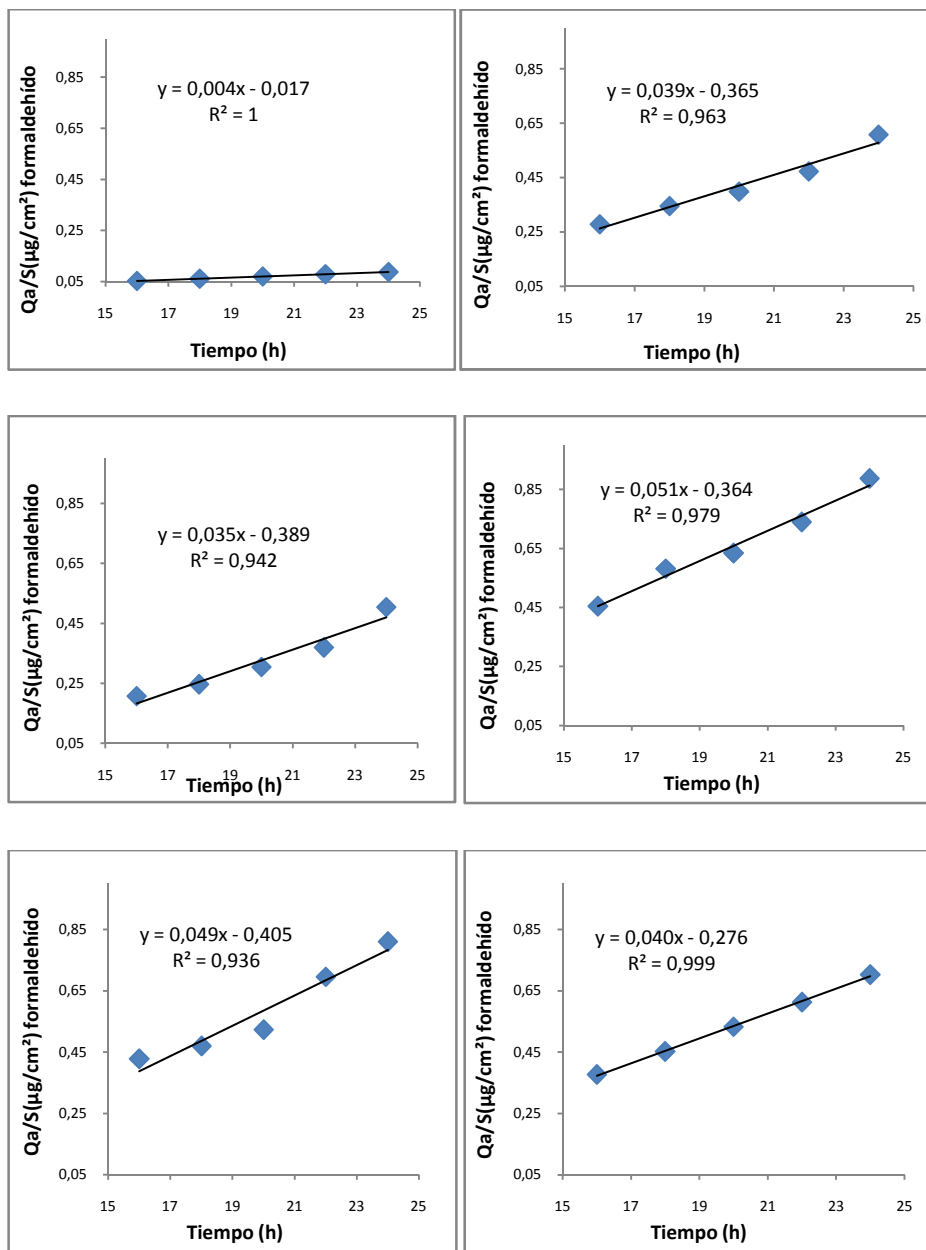 Qa/S(µg/cm²) formaldehído
y = 0,004x - 0,017
R² = 1
0,85
0,65
0,45
0,25
0,05
15 17 19 21 23 25
Tiempo (h)
Qa/S(µg/cm²) formaldehído
y = 0,039x - 0,365
R² = 0,963
0,85
0,65
0,45
0,25
0,05
15 17 19 21 23 25
Tiempo (h)
Qa/S(µg/cm²) formaldehído
y = 0,035x - 0,389
R² = 0,942
0,85
0,65
0,45
0,25
0,05
15 17 19 21 23 25
Tiempo (h)
Qa/S(µg/cm²) formaldehído
y = 0,051x - 0,364
R² = 0,979
0,85
0,65
0,45
0,25
0,05
15 17 19 21 23 25
Tiempo (h)
Qa/S(µg/cm²) formaldehído
y = 0,049x - 0,405
R² = 0,936
0,85
0,65
0,45
0,25
0,05
15 17 19 21 23 25
Tiempo (h)
Qa/S(µg/cm²) formaldehído
y = 0,040x - 0,276
R² = 0,999
0,85
0,65
0,45
0,25
0,05
15 17 19 21 23 25
Tiempo (h)